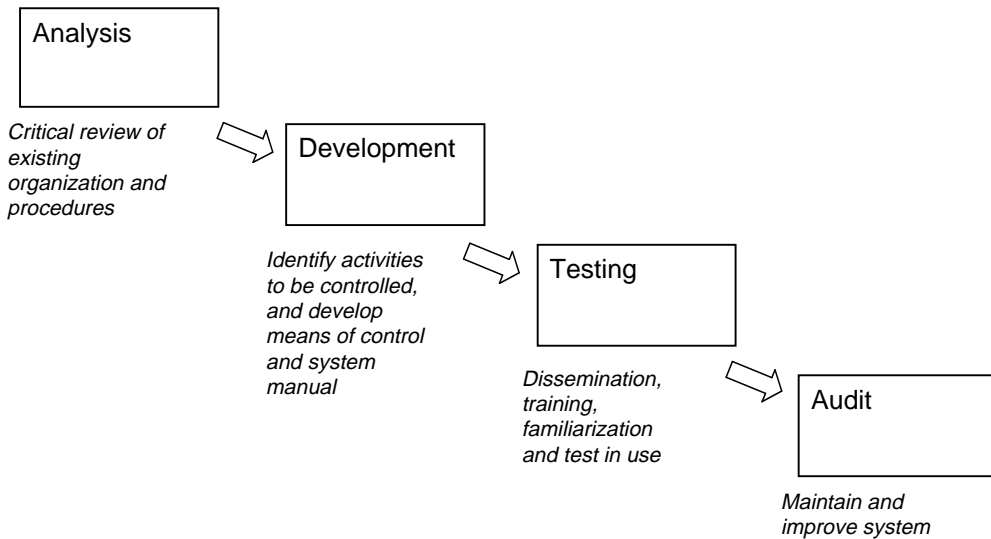 Analysis
Critical review of
existing
organization and
procedures
Development
Identify activities
to be controlled,
and develop
means of control
and system
manual
Testing
Dissemination,
training,
familiarization
and test in use
Audit
Maintain and
improve system